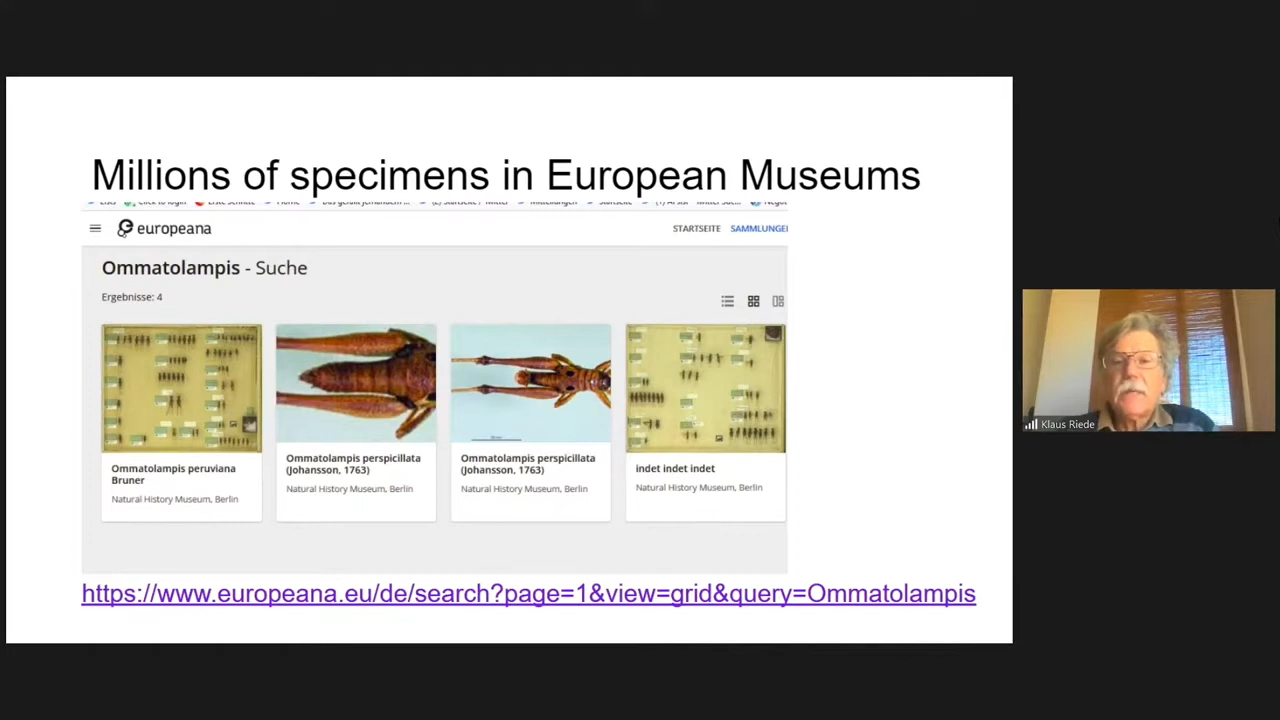 Millions of specimens in European Museums
europeana
STARTSEITE SAMMLUNGEN
Ommatolampis - Suche
Ergebnisse: 4
Ommatolampis peruviana
Bruner
Natural History Museum, Berlin
Ommatolampis perspicillata
(Johansson, 1763)
Natural History Museum, Berlin
Ommatolampis perspicillata
(Johansson, 1763)
Natural History Museum, Berlin
indet indet indet
Natural History Museum, Berlin
https://www.europeana.eu/de/search?page=1&view=grid&query=Ommatolampis
Klaus Riede